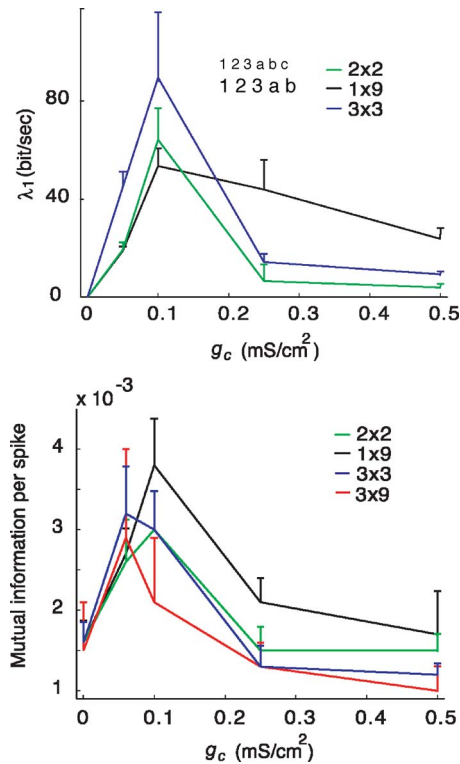 1 2 3 a b c
1 2 3 a b
2x2
1x9
3x3
80
40
0
λ₁ (bit/sec)
0 0.1 0.2 0.3 0.4 0.5
g_c (mS/cm²)
x 10⁻³
2x2
1x9
3x3
3x9
4
3
2
1
Mutual information per spike
0 0.1 0.2 0.3 0.4 0.5
g_c (mS/cm²)